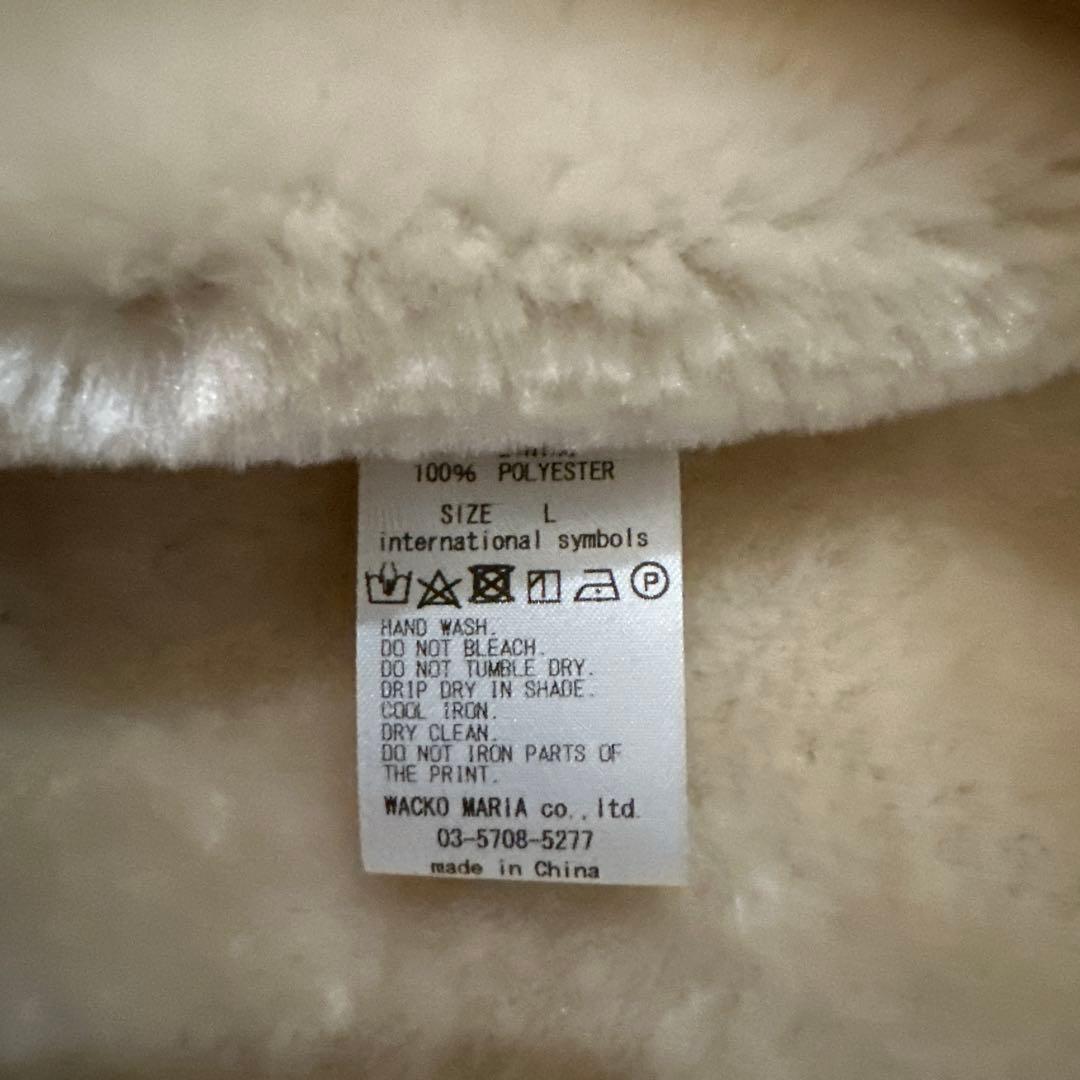 100% POLYESTER
SIZE L
international symbols
P
HAND WASH.
DO NOT BLEACH.
DO NOT TUMBLE DRY.
DRIP DRY IN SHADE.
COOL IRON.
DRY CLEAN.
DO NOT IRON PARTS OF
THE PRINT.
WACKO MARIA co.,ltd.
03-5708-5277
made in China